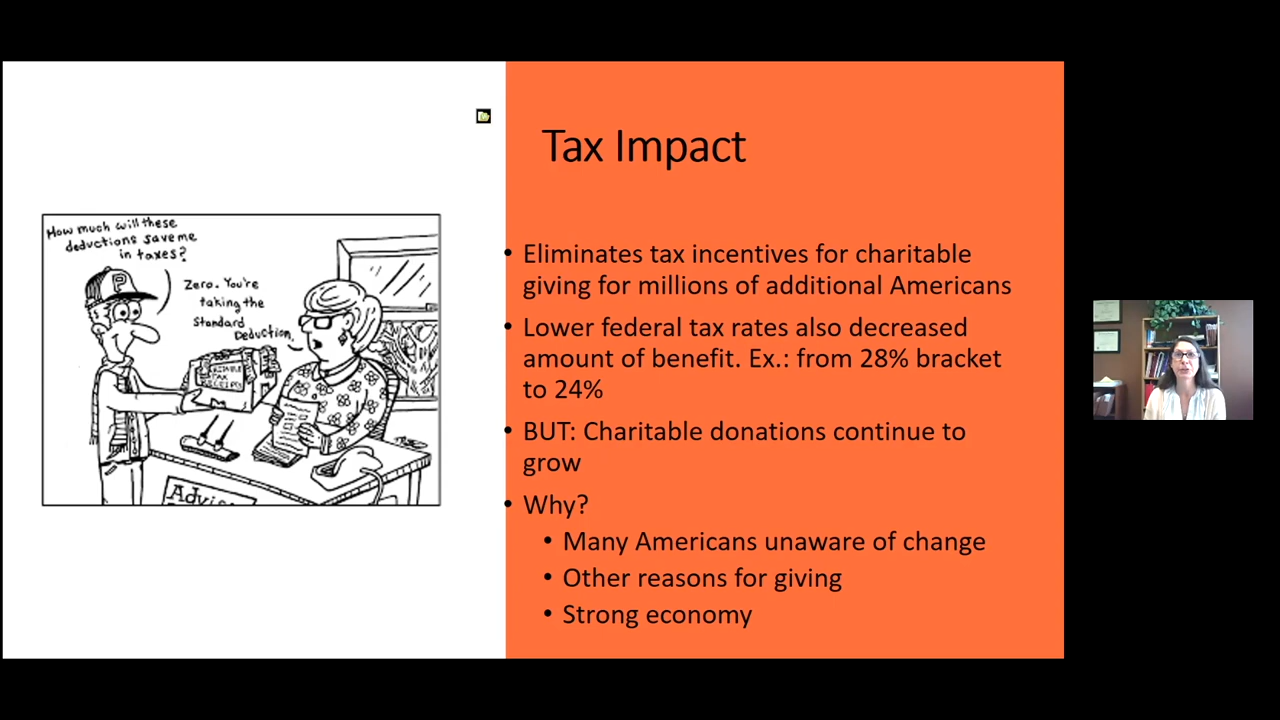 Tax Impact
How much will these
deductions save me
in taxes?
Zero. You're
taking the
Standard
Deduction.
P
Advis
• Eliminates tax incentives for charitable
giving for millions of additional Americans
• Lower federal tax rates also decreased
amount of benefit. Ex.: from 28% bracket
to 24%
• BUT: Charitable donations continue to
grow
• Why?
• Many Americans unaware of change
• Other reasons for giving
• Strong economy